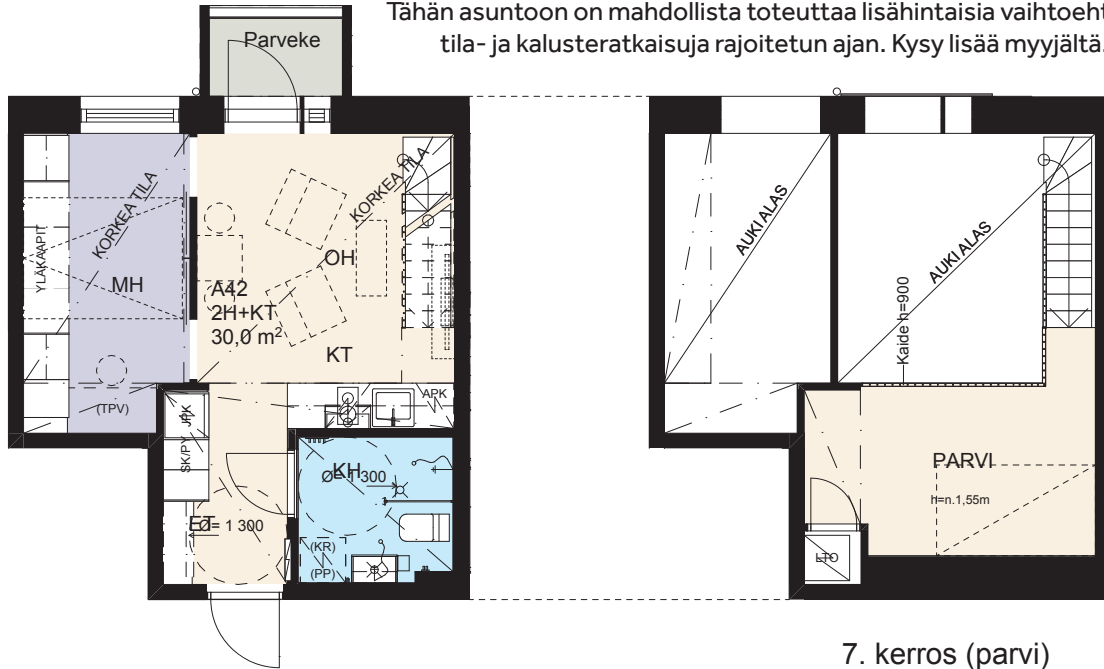 Tähän asuntoon on mahdollista toteuttaa lisähintaisia vaihtoeht
tila- ja kalusteratkaisuja rajoitetun ajan. Kysy lisää myyjältä.
Parveke
KORKEA TILA
YLÄKAAPIT
MH
(TPV)
KORKEA TILA
OH
A42
2H+KT
30,0 m²
KT
APK
JPK
SK/PY
KH
Ø= 1 300
ET
Ø= 1 300
(KR)
(PP)
AUKI ALAS
AUKI ALAS
Kaide h=900
PARVI
h=n.1,55m
LTO
7. kerros (parvi)